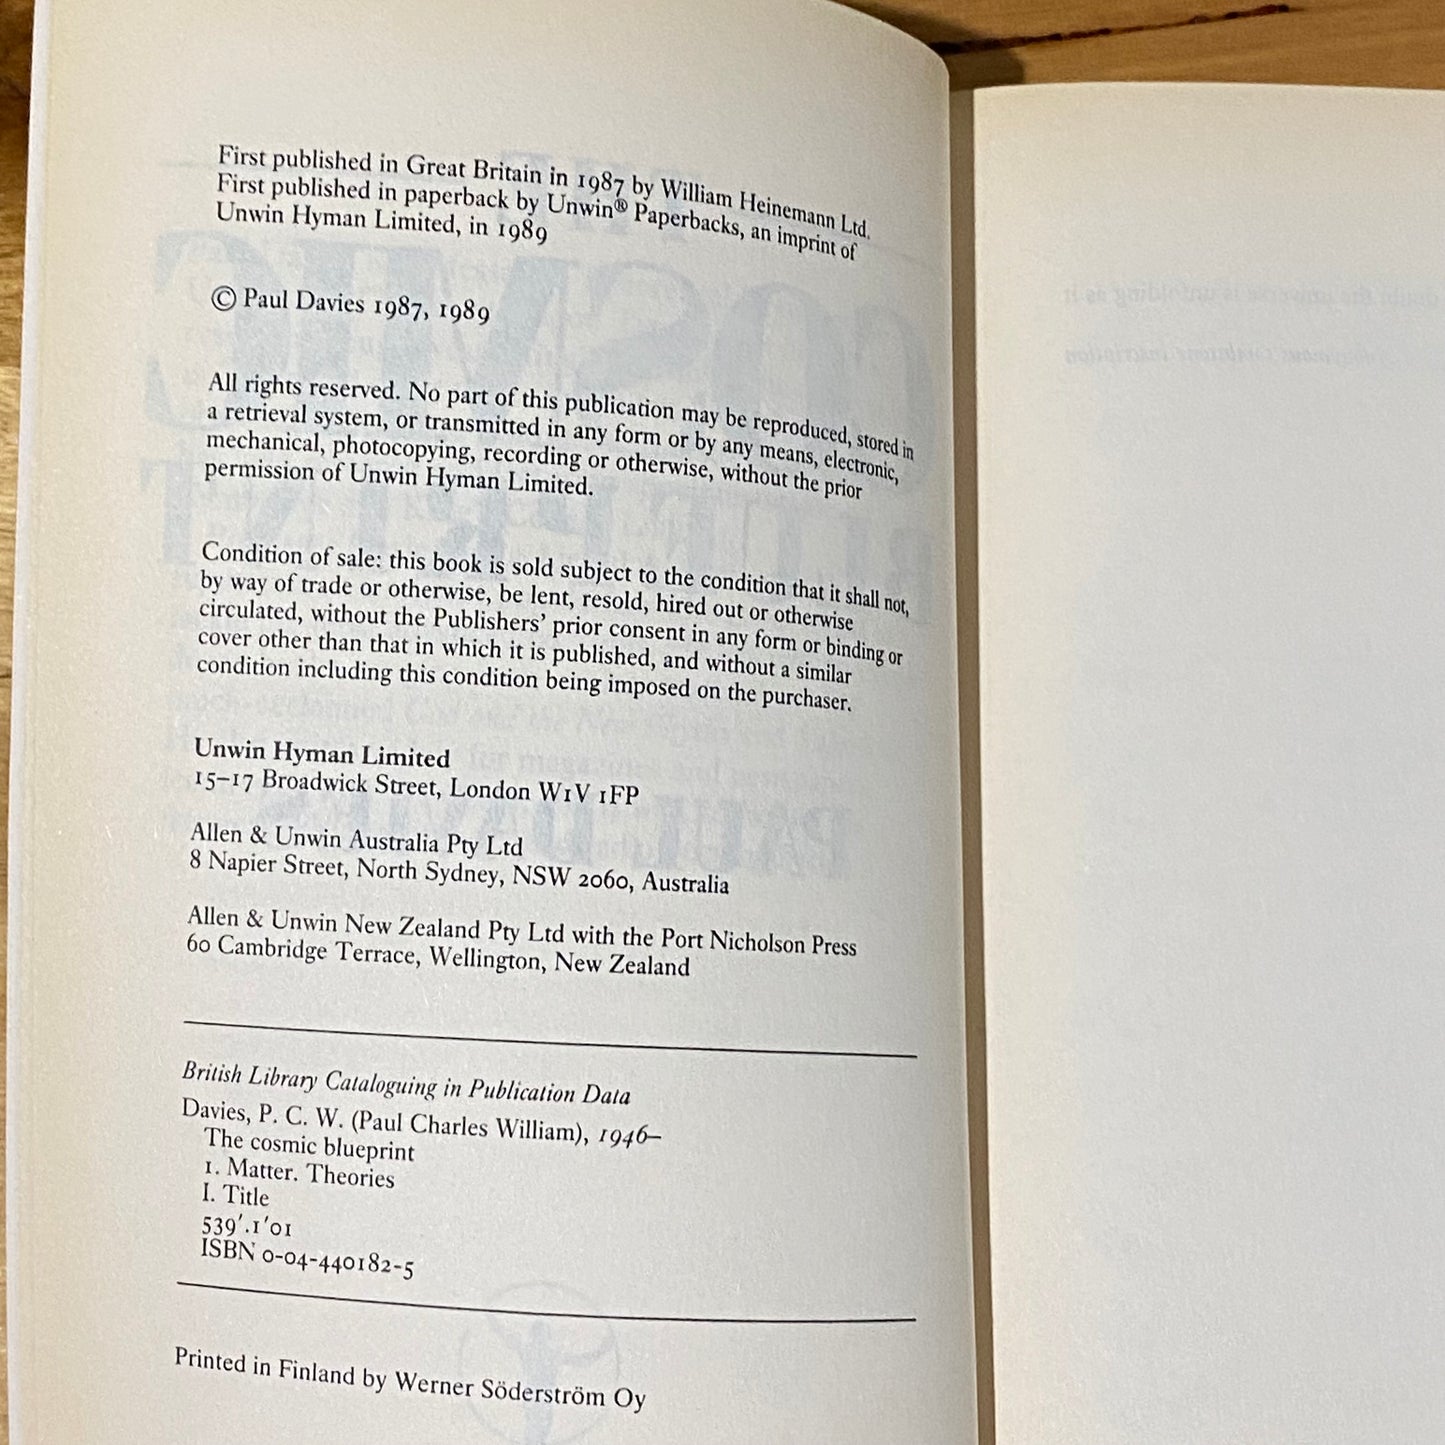 First published in Great Britain in 1987 by William Heinemann Ltd.
First published in paperback by Unwin® Paperbacks, an imprint of
Unwin Hyman Limited, in 1989
© Paul Davies 1987, 1989
All rights reserved. No part of this publication may be reproduced, stored in
a retrieval system, or transmitted in any form or by any means, electronic,
mechanical, photocopying, recording or otherwise, without the prior
permission of Unwin Hyman Limited.
Condition of sale: this book is sold subject to the condition that it shall not,
by way of trade or otherwise, be lent, resold, hired out or otherwise
circulated, without the Publishers' prior consent in any form or binding or
cover other than that in which it is published, and without a similar
condition including this condition being imposed on the purchaser.
Unwin Hyman Limited
15–17 Broadwick Street, London W1V 1FP
Allen & Unwin Australia Pty Ltd
8 Napier Street, North Sydney, NSW 2060, Australia
Allen & Unwin New Zealand Pty Ltd with the Port Nicholson Press
60 Cambridge Terrace, Wellington, New Zealand
British Library Cataloguing in Publication Data
Davies, P. C. W. (Paul Charles William), 1946–
The cosmic blueprint
1. Matter. Theories
I. Title
539'.1'01
ISBN 0-04-440182-5
Printed in Finland by Werner Söderström Oy